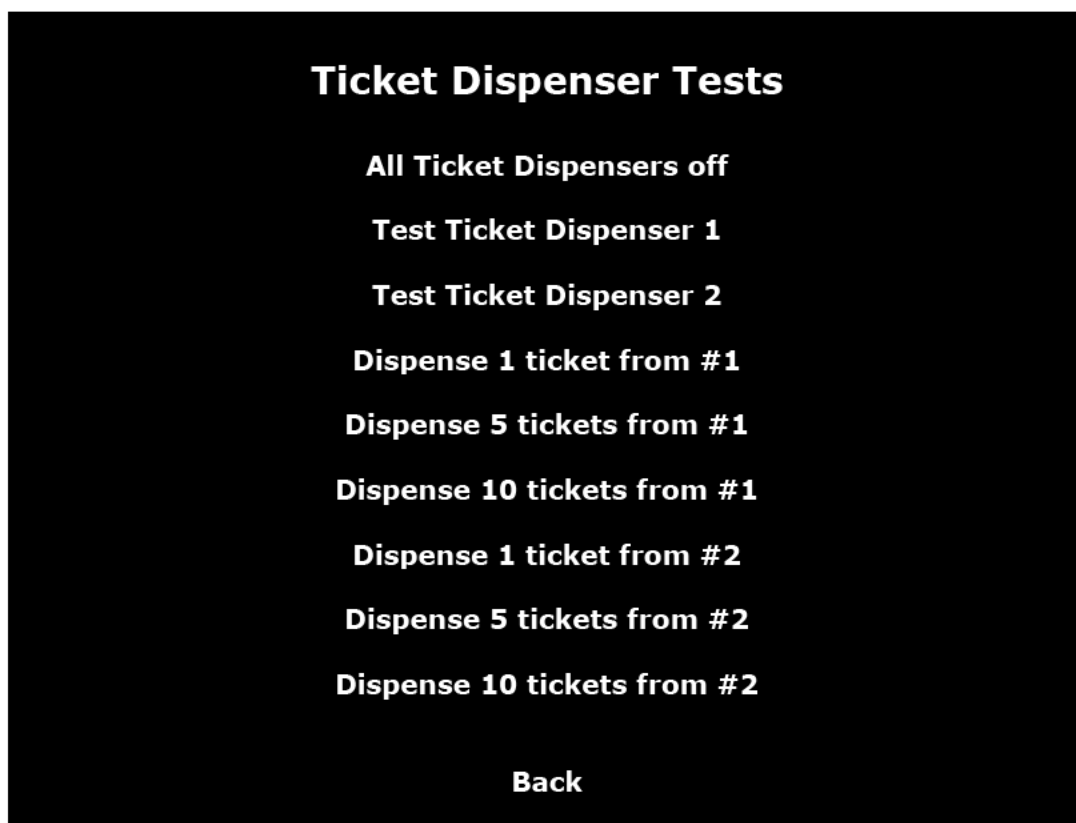 Ticket Dispenser Tests
All Ticket Dispensers off
Test Ticket Dispenser 1
Test Ticket Dispenser 2
Dispense 1 ticket from #1
Dispense 5 tickets from #1
Dispense 10 tickets from #1
Dispense 1 ticket from #2
Dispense 5 tickets from #2
Dispense 10 tickets from #2
Back